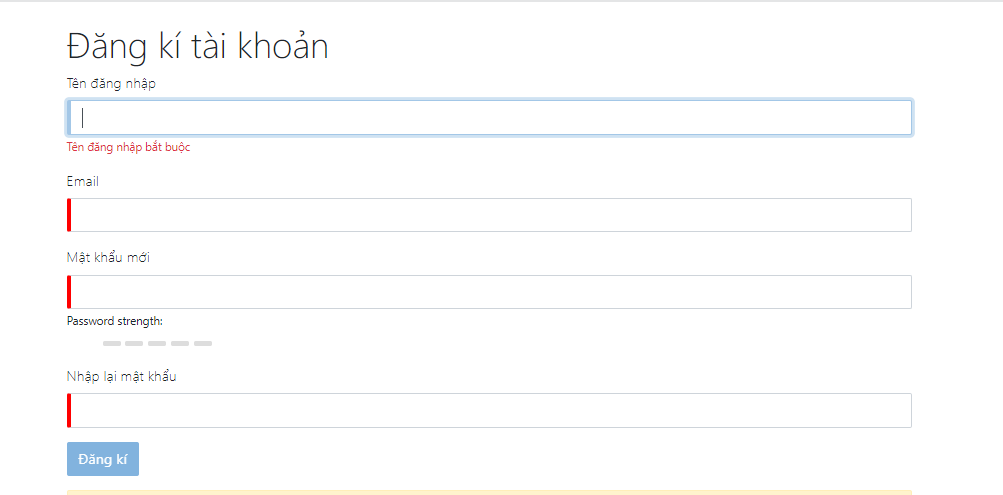 Đăng kí tài khoản
Tên đăng nhập
Tên đăng nhập bắt buộc
Email
Mật khẩu mới
Password strength:
Nhập lại mật khẩu
Đăng kí